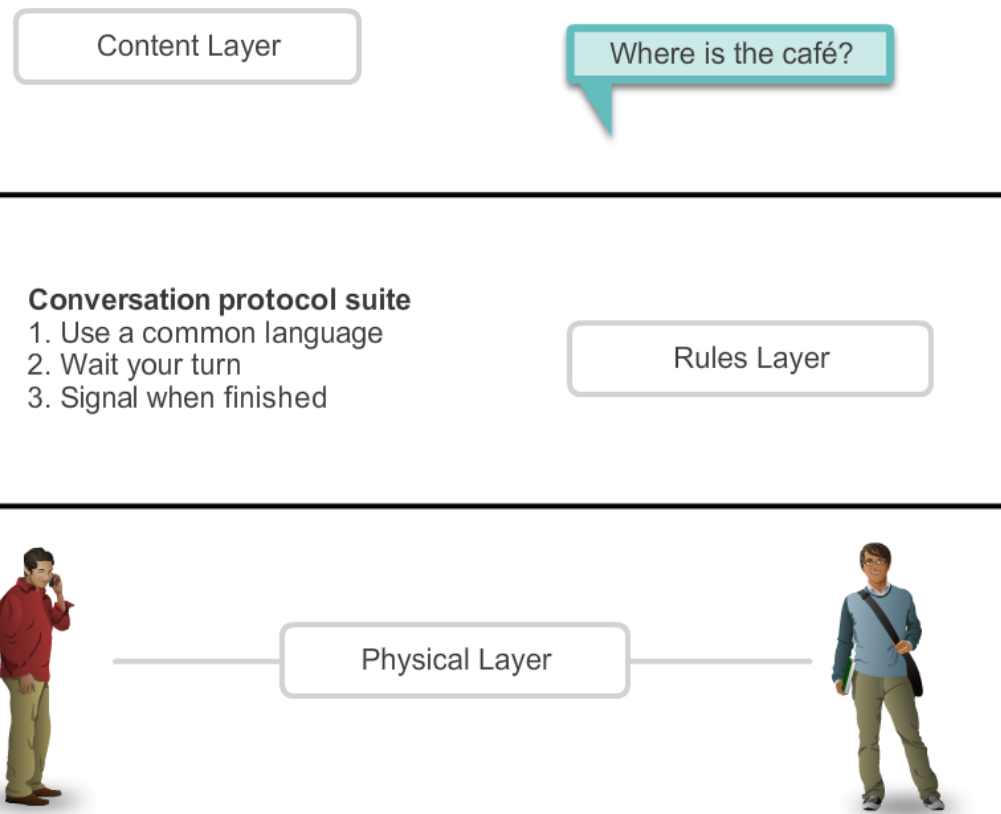 Content Layer
Where is the café?
Conversation protocol suite
1. Use a common language
2. Wait your turn
3. Signal when finished
Rules Layer
Physical Layer